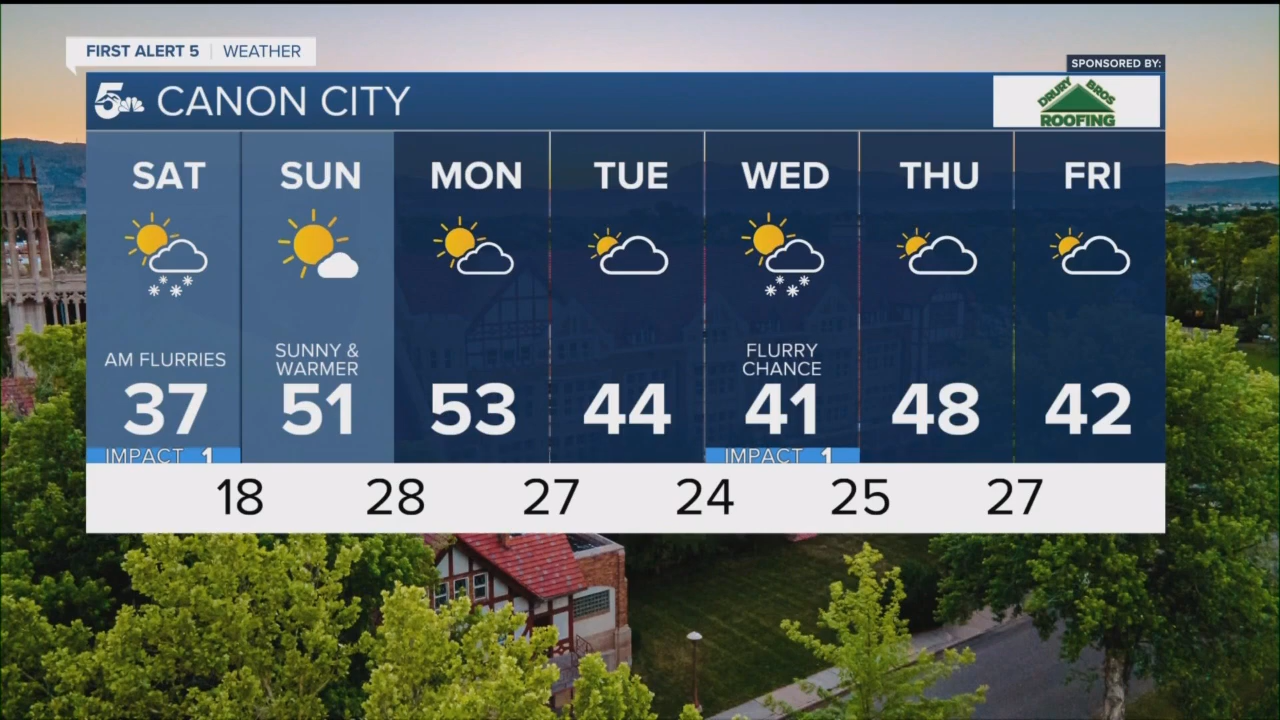 FIRST ALERT 5 | WEATHER
SPONSORED BY:
5 CANON CITY
DRURY BROS
ROOFING
SAT SUN MON TUE WED THU FRI
AM FLURRIES
SUNNY &
WARMER
FLURRY
CHANCE
37 51 53 44 41 48 42
IMPACT 1
IMPACT 1
18 28 27 24 25 27